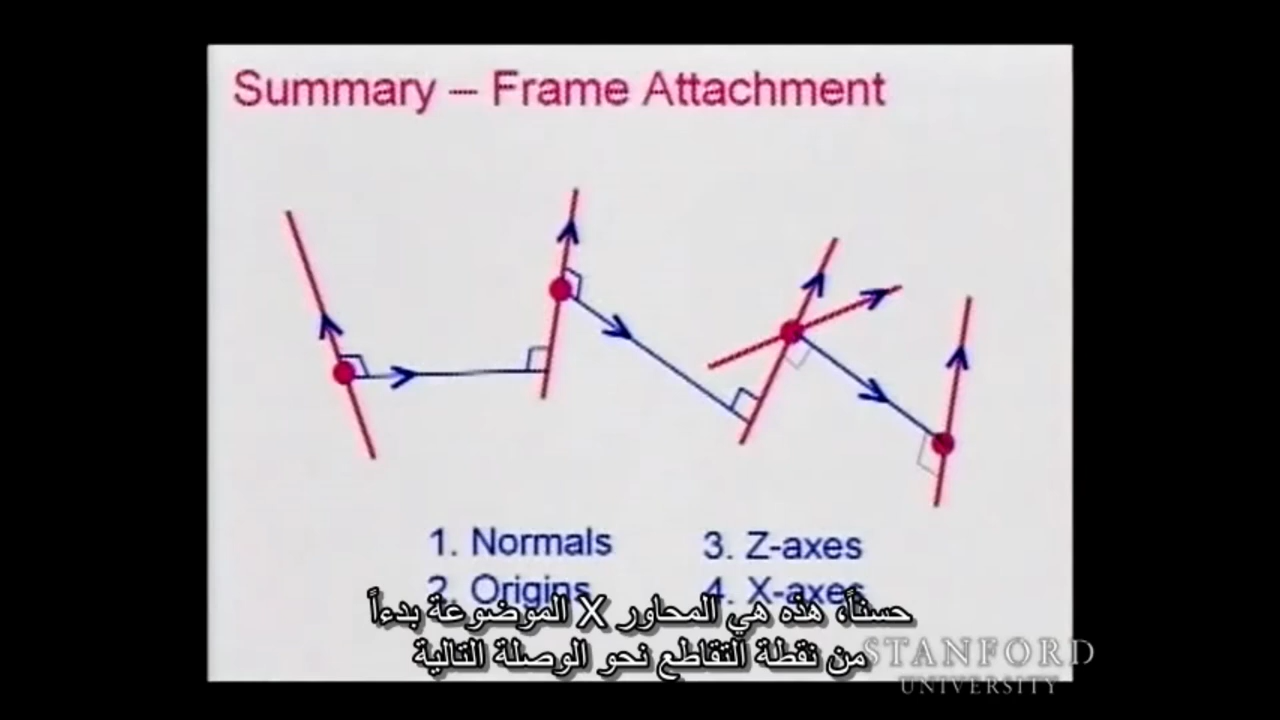 Summary – Frame Attachment
1. Normals
3. Z-axes
2. Origins
4. X-axes
حسناً، هذه هي المحاور X الموضوعة بدءاً
من نقطة التقاطع نحو الوصلة التالية
STANFORD
UNIVERSITY